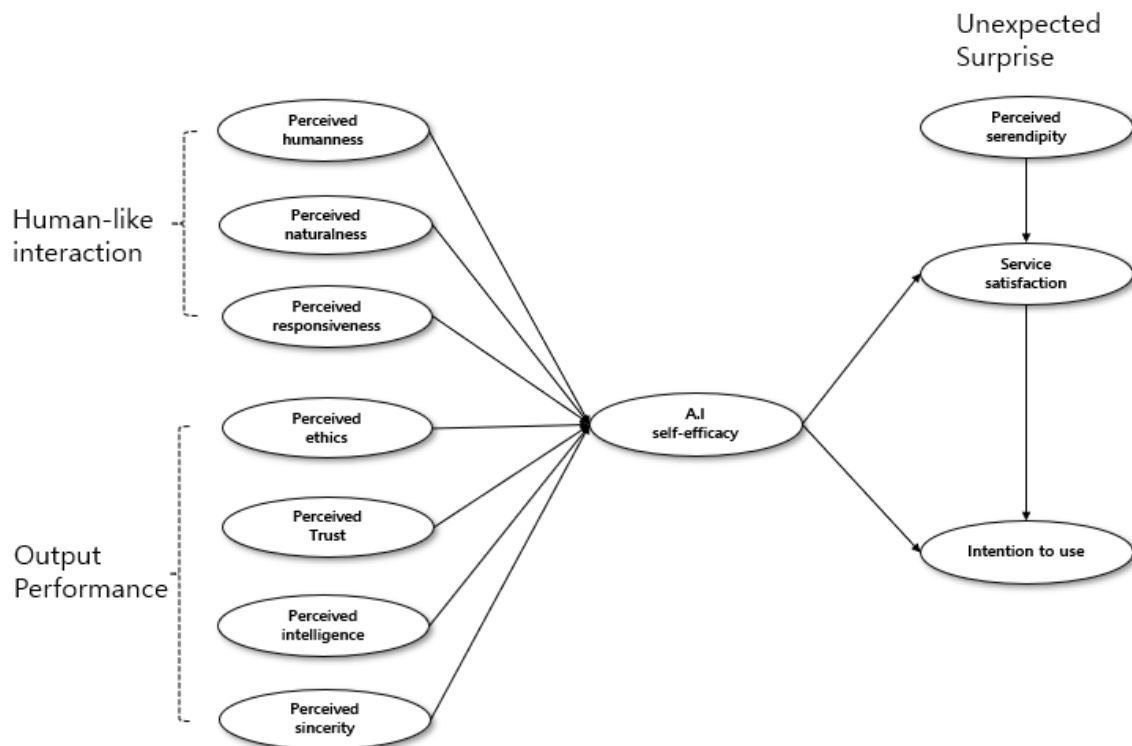 Unexpected
Surprise
Perceived
humanness
Perceived
serendipity
Human-like
interaction
Perceived
naturalness
Service
satisfaction
Perceived
responsiveness
Perceived
ethics
A.I
self-efficacy
Output
Performance
Perceived
Trust
Intention to use
Perceived
intelligence
Perceived
sincerity